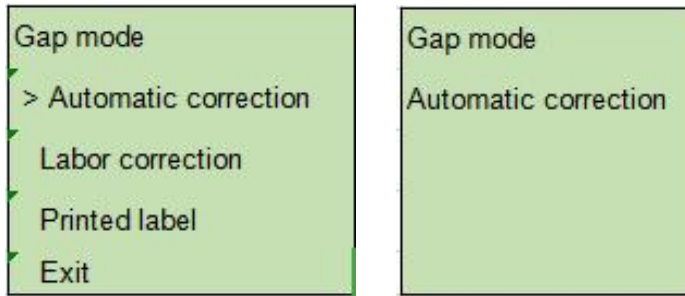 Gap mode
> Automatic correction
Labor correction
Printed label
Exit
Gap mode
Automatic correction